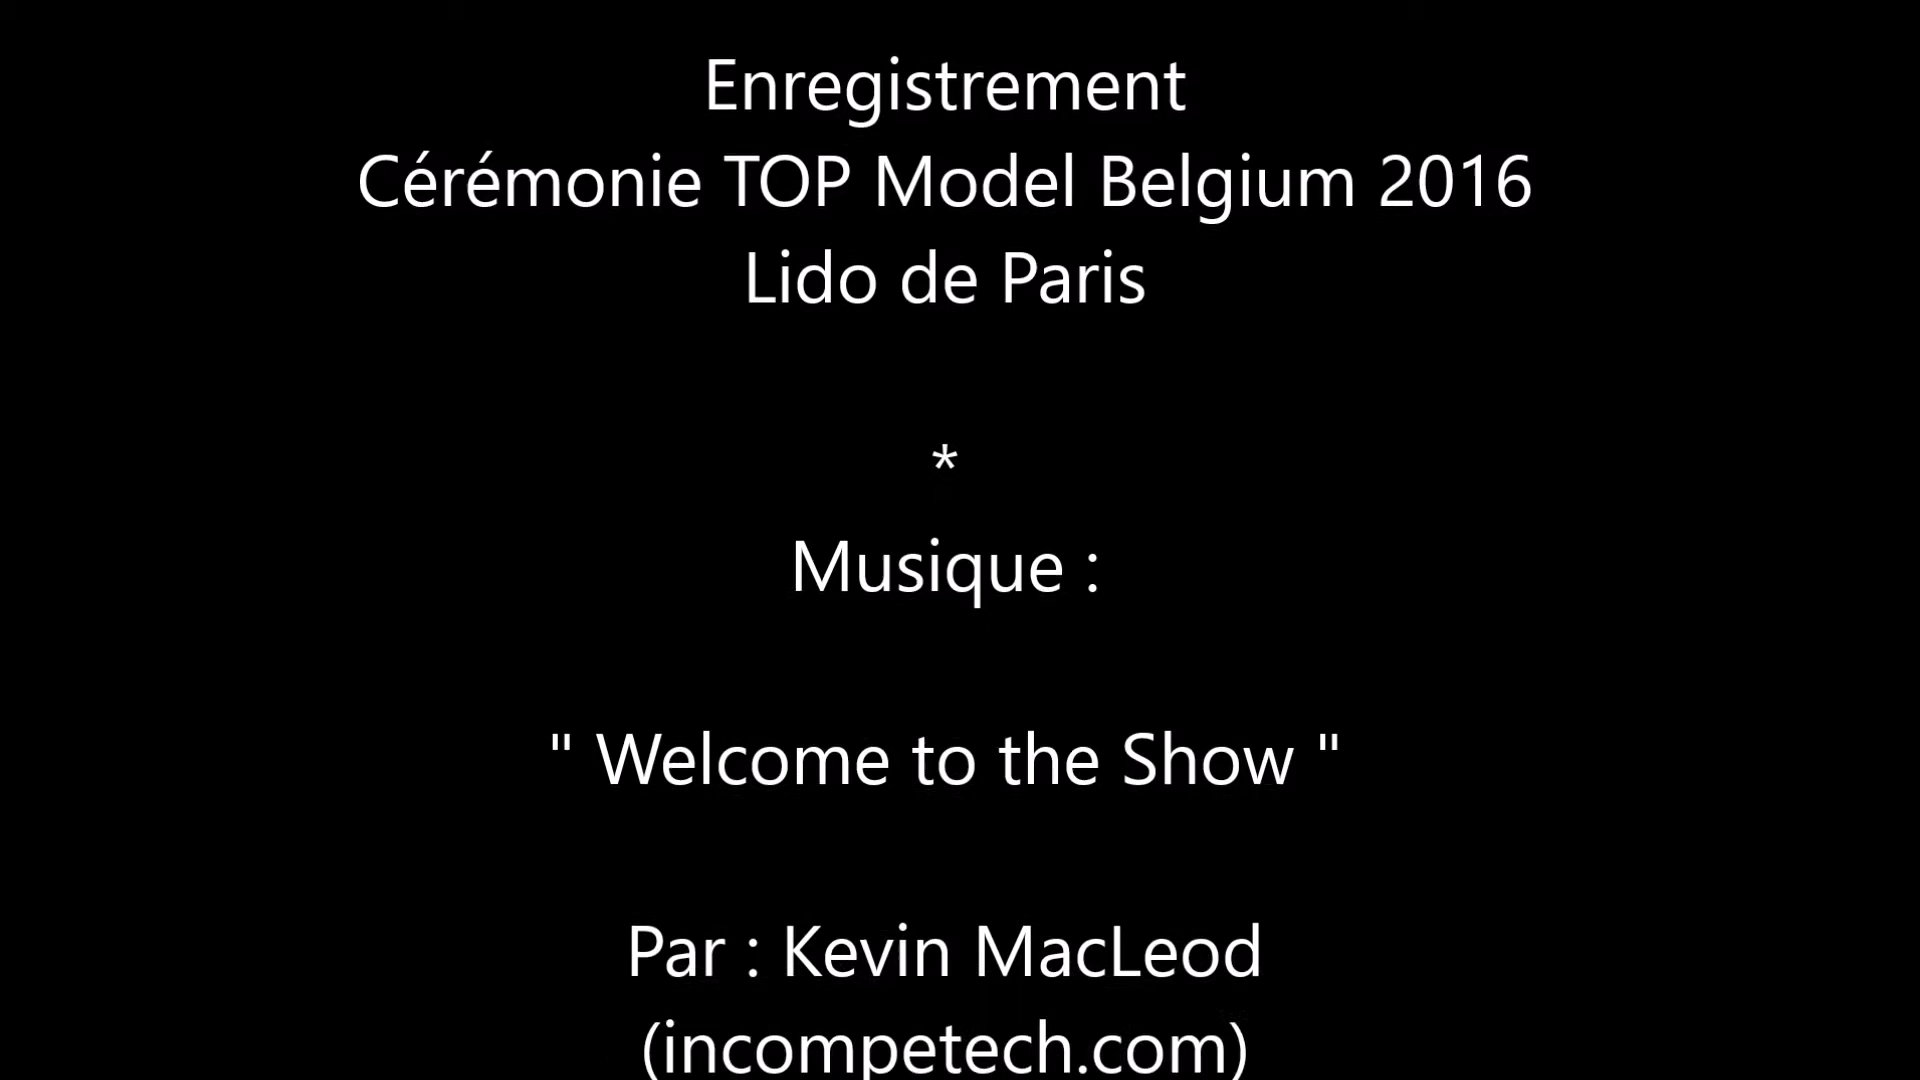 Enregistrement
Cérémonie TOP Model Belgium 2016
Lido de Paris
*
Musique :
" Welcome to the Show "
Par : Kevin MacLeod
(incompetech.com)